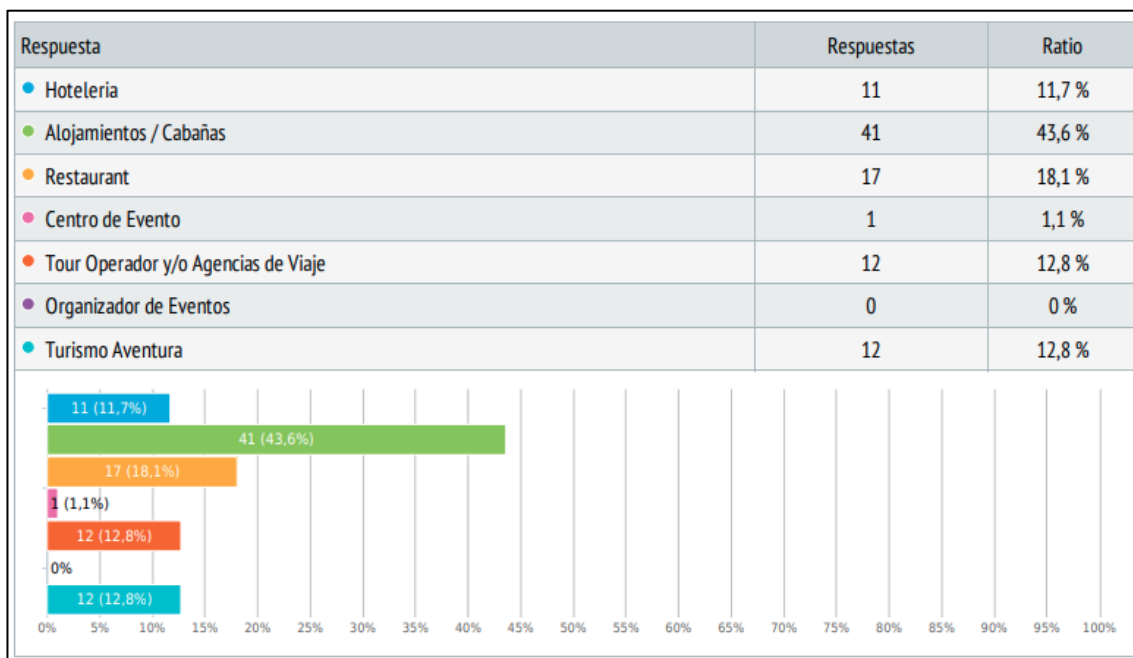 Respuesta Respuestas Ratio
Hoteleria 11 11,7 %
Alojamientos / Cabañas 41 43,6 %
Restaurant 17 18,1 %
Centro de Evento 1 1,1 %
Tour Operador y/o Agencias de Viaje 12 12,8 %
Organizador de Eventos 0 0 %
Turismo Aventura 12 12,8 %
11 (11,7%)
41 (43,6%)
17 (18,1%)
1 (1,1%)
12 (12,8%)
0%
12 (12,8%)
0% 5% 10% 15% 20% 25% 30% 35% 40% 45% 50% 55% 60% 65% 70% 75% 80% 85% 90% 95% 100%